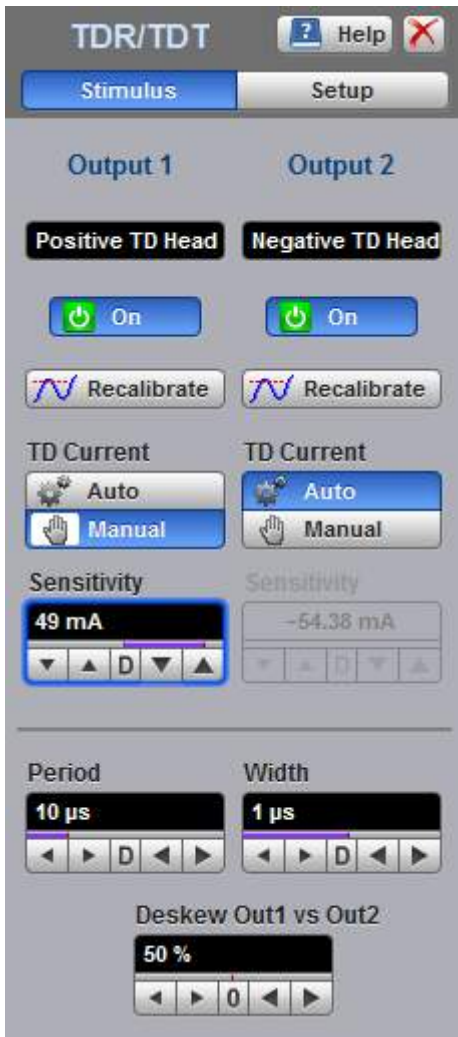 TDR/TDT ? Help
Stimulus Setup
Output 1 Output 2
Positive TD Head Negative TD Head
On On
Recalibrate Recalibrate
TD Current TD Current
Auto Auto
Manual Manual
Sensitivity Sensitivity
49 mA -54.38 mA
D D
Period Width
10 µs 1 µs
D D
Deskew Out1 vs Out2
50 %
0